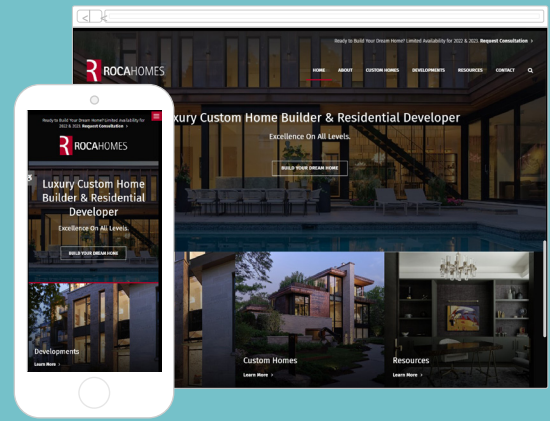 Ready to Build Your Dream Home? Limited Availability for 2022 & 2023. Request Consultation >
ROCAHOMES
HOME ABOUT CUSTOM HOMES DEVELOPMENTS RESOURCES CONTACT
xury Custom Home Builder & Residential Developer
Excellence On All Levels.
BUILD YOUR DREAM HOME
Custom Homes
Learn More >
Resources
Learn More >
Ready to Build Your Dream Home? Limited Availability for
2022 & 2023. Request Consultation >
ROCAHOMES
Luxury Custom Home
Builder & Residential
Developer
Excellence On All Levels.
BUILD YOUR DREAM HOME
Developments
Learn More >